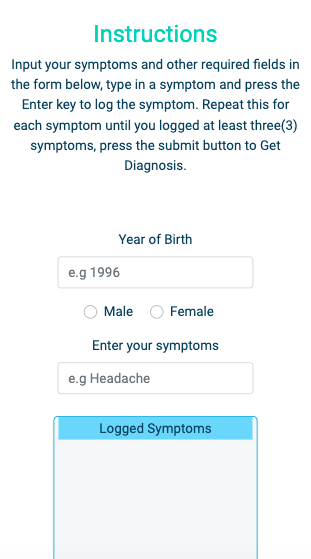 Instructions
Input your symptoms and other required fields in
the form below, type in a symptom and press the
Enter key to log the symptom. Repeat this for
each symptom until you logged at least three(3)
symptoms, press the submit button to Get
Diagnosis.
Year of Birth
e.g 1996
Male Female
Enter your symptoms
e.g Headache
Logged Symptoms